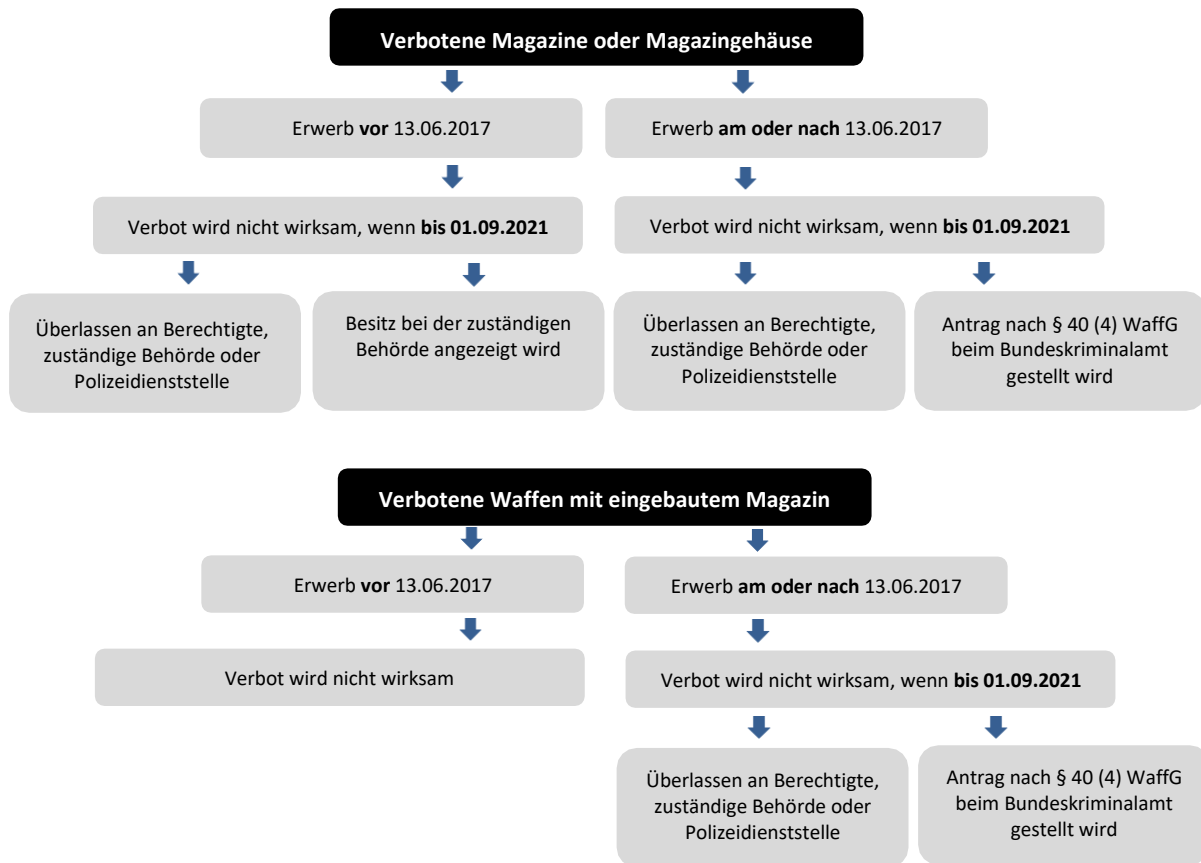 Verbotene Magazine oder Magazingehäuse
Erwerb vor 13.06.2017
Erwerb am oder nach 13.06.2017
Verbot wird nicht wirksam, wenn bis 01.09.2021
Verbot wird nicht wirksam, wenn bis 01.09.2021
Überlassen an Berechtigte,
zuständige Behörde oder
Polizeidienststelle
Besitz bei der zuständigen
Behörde angezeigt wird
Überlassen an Berechtigte,
zuständige Behörde oder
Polizeidienststelle
Antrag nach § 40 (4) WaffG
beim Bundeskriminalamt
gestellt wird
Verbotene Waffen mit eingebautem Magazin
Erwerb vor 13.06.2017
Erwerb am oder nach 13.06.2017
Verbot wird nicht wirksam
Verbot wird nicht wirksam, wenn bis 01.09.2021
Überlassen an Berechtigte,
zuständige Behörde oder
Polizeidienststelle
Antrag nach § 40 (4) WaffG
beim Bundeskriminalamt
gestellt wird